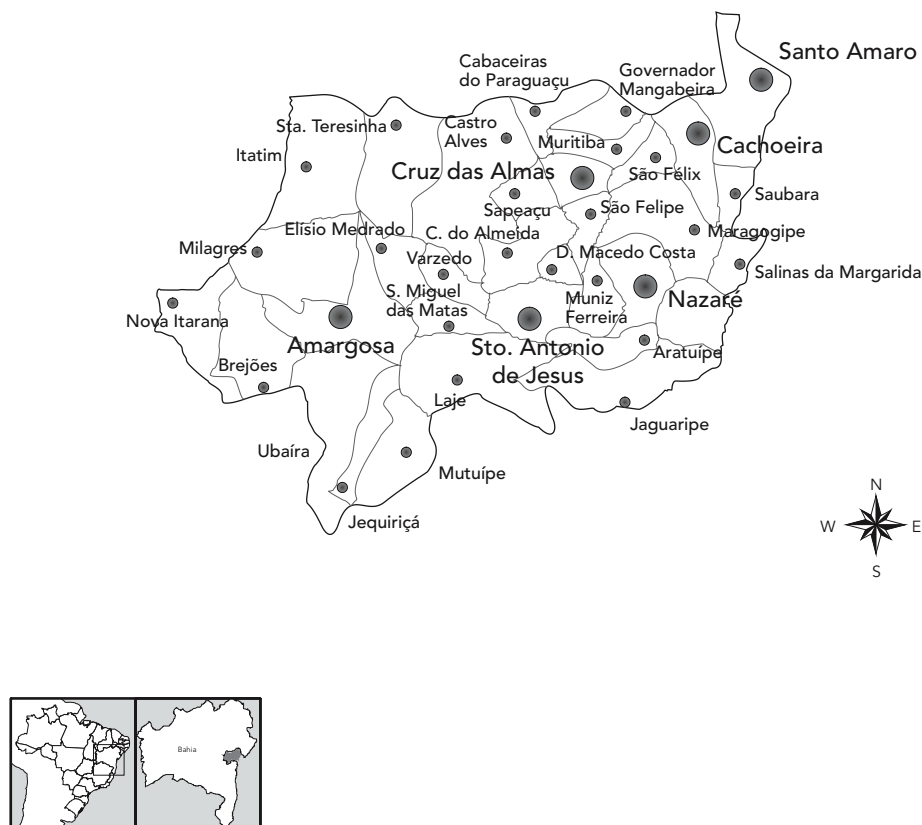 Santo Amaro
Cabaceiras
do Paraguaçu
Governador
Mangabeira
Sta. Teresinha
Castro
Alves
Muritiba
Cachoeira
Itatim
Cruz das Almas
São Félix
Saubara
Sapeaçu
São Felipe
Elísio Medrado
C. do Almeida
Maragogipe
Milagres
Varzedo
D. Macedo Costa
Salinas da Margarida
S. Miguel
das Matas
Muniz
Ferreira
Nazaré
Nova Itarana
Amargosa
Sto. Antonio
de Jesus
Aratuípe
Brejões
Laje
Jaguaripe
Ubaíra
Mutuípe
Jequiriçá
N
W
E
S
Bahia